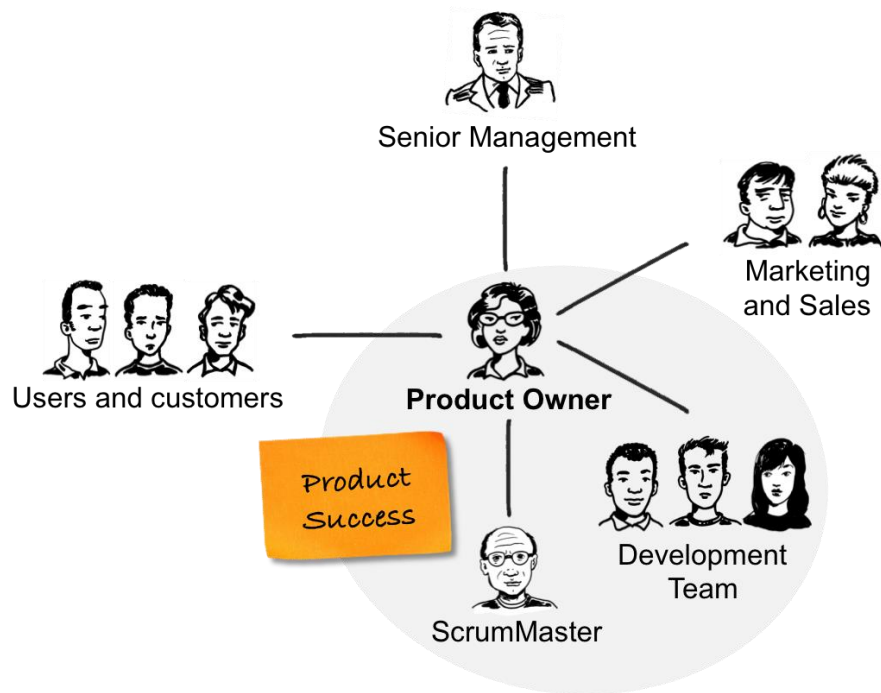 Senior Management
Marketing
and Sales
Users and customers
Product Owner
Product
Success
Development
Team
ScrumMaster